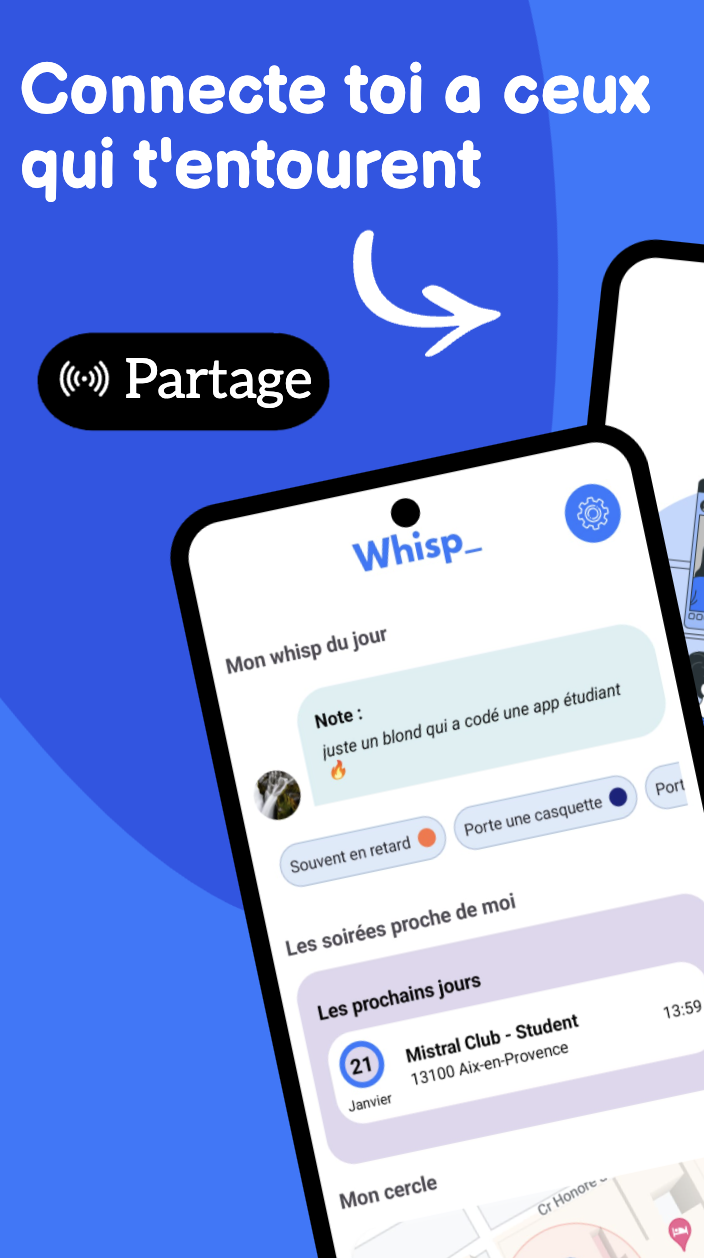 Connecte toi a ceux
qui t'entourent
Partage
Whisp_
Mon whisp du jour
Note :
juste un blond qui a codé une app étudiant
🔥
Souvent en retard
Porte une casquette
Port
Les soirées proche de moi
Les prochains jours
21
Janvier
Mistral Club - Student
13100 Aix-en-Provence
13:59
Mon cercle
Cr Honore